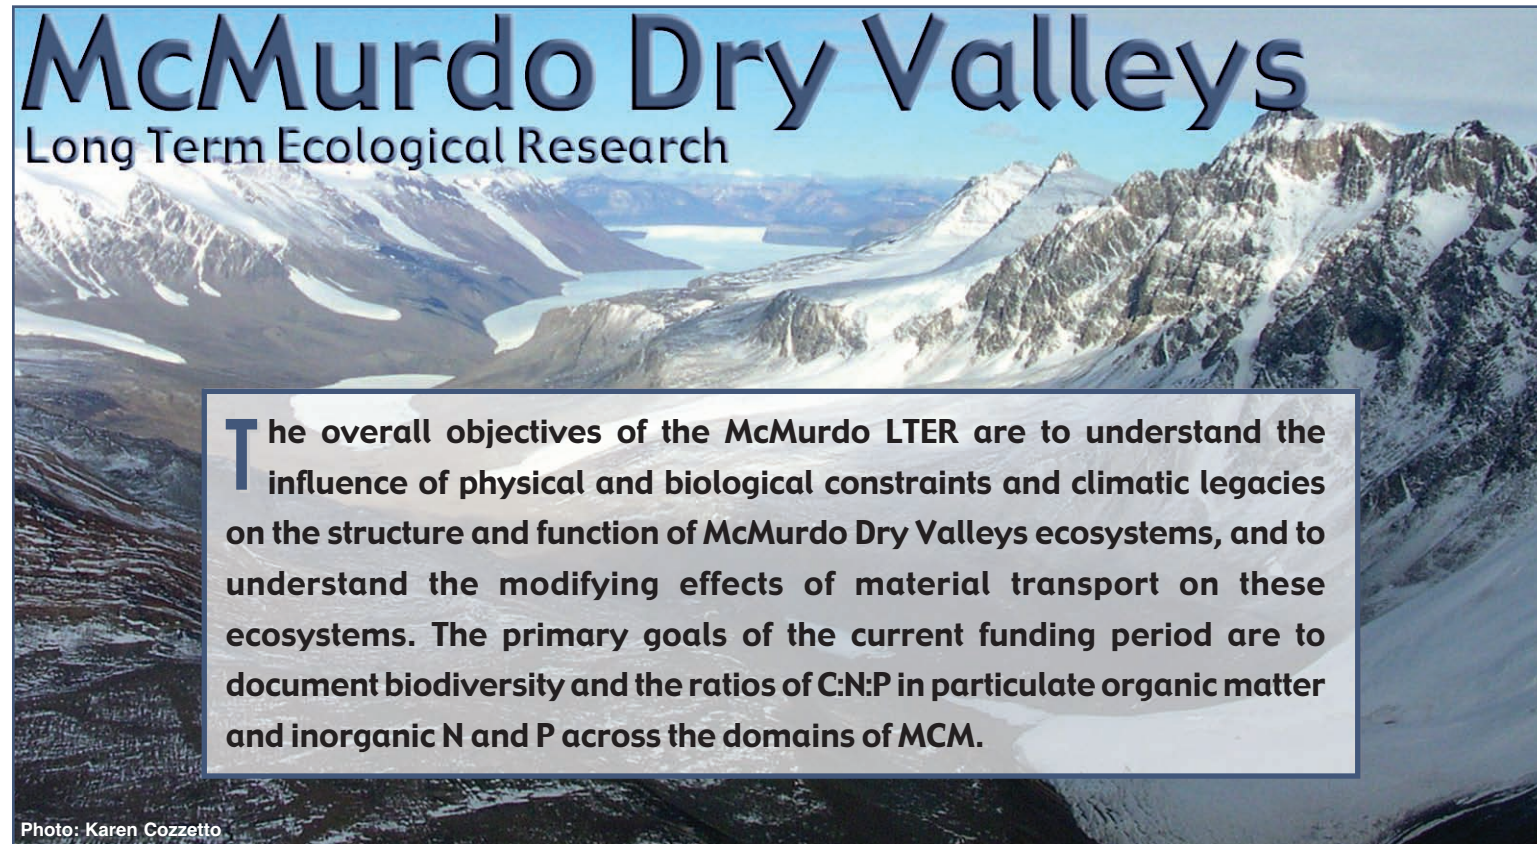 McMurdo Dry Valleys
Long Term Ecological Research
The overall objectives of the McMurdo LTER are to understand the
influence of physical and biological constraints and climatic legacies
on the structure and function of McMurdo Dry Valleys ecosystems, and to
understand the modifying effects of material transport on these
ecosystems. The primary goals of the current funding period are to
document biodiversity and the ratios of C:N:P in particulate organic matter
and inorganic N and P across the domains of MCM.
Photo: Karen Cozzetto